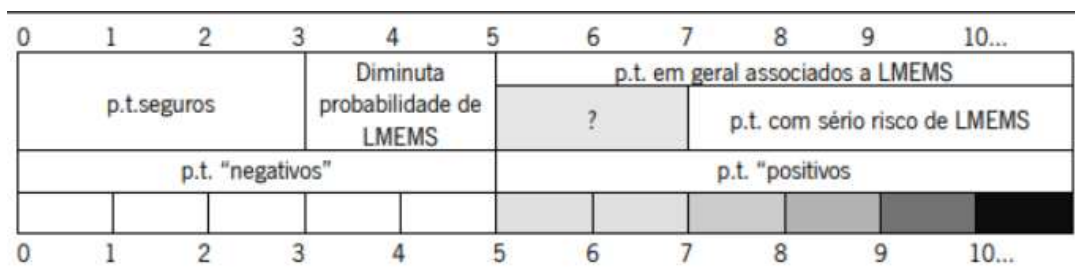 0 1 2 3 4 5 6 7 8 9 10...
p.t.seguros
Diminuta
probabilidade de
LMEMS
p.t. em geral associados a LMEMS
?
p.t. com sério risco de LMEMS
p.t. "negativos"
p.t. "positivos
0 1 2 3 4 5 6 7 8 9 10...